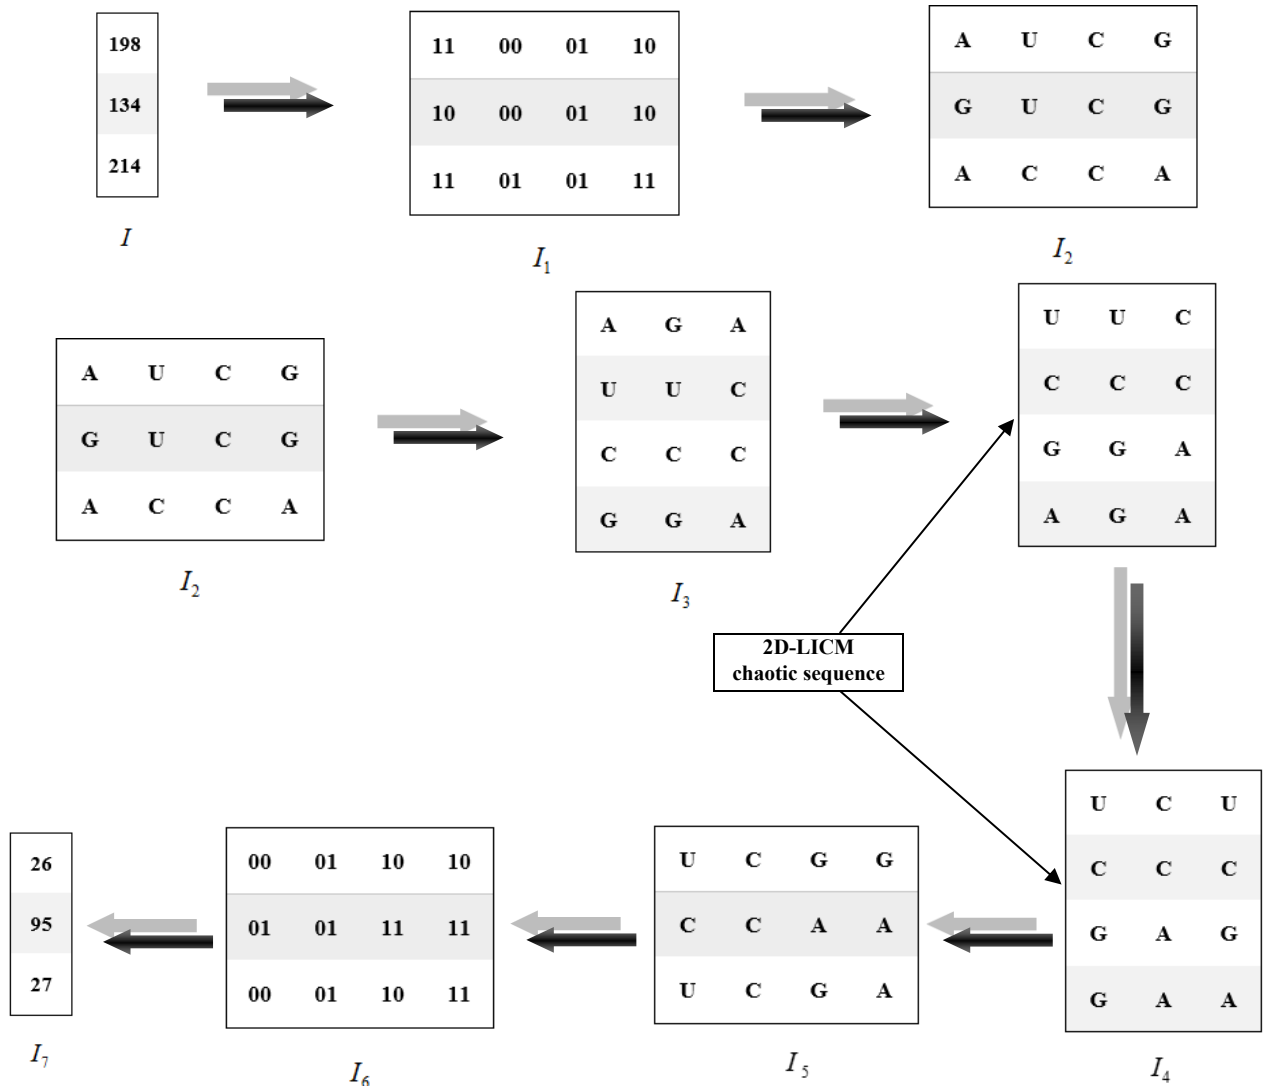 198
134
214
I
11 00 01 10
10 00 01 10
11 01 01 11
I1
A U C G
G U C G
A C C A
I2
A U C G
G U C G
A C C A
I2
A G A
U U C
C C C
G G A
I3
U U C
C C C
G G A
A G A
2D-LICM
chaotic sequence
U C U
C C C
G A G
G A A
I4
U C G G
C C A A
U C G A
I5
00 01 10 10
01 01 11 11
00 01 10 11
I6
26
95
27
I7